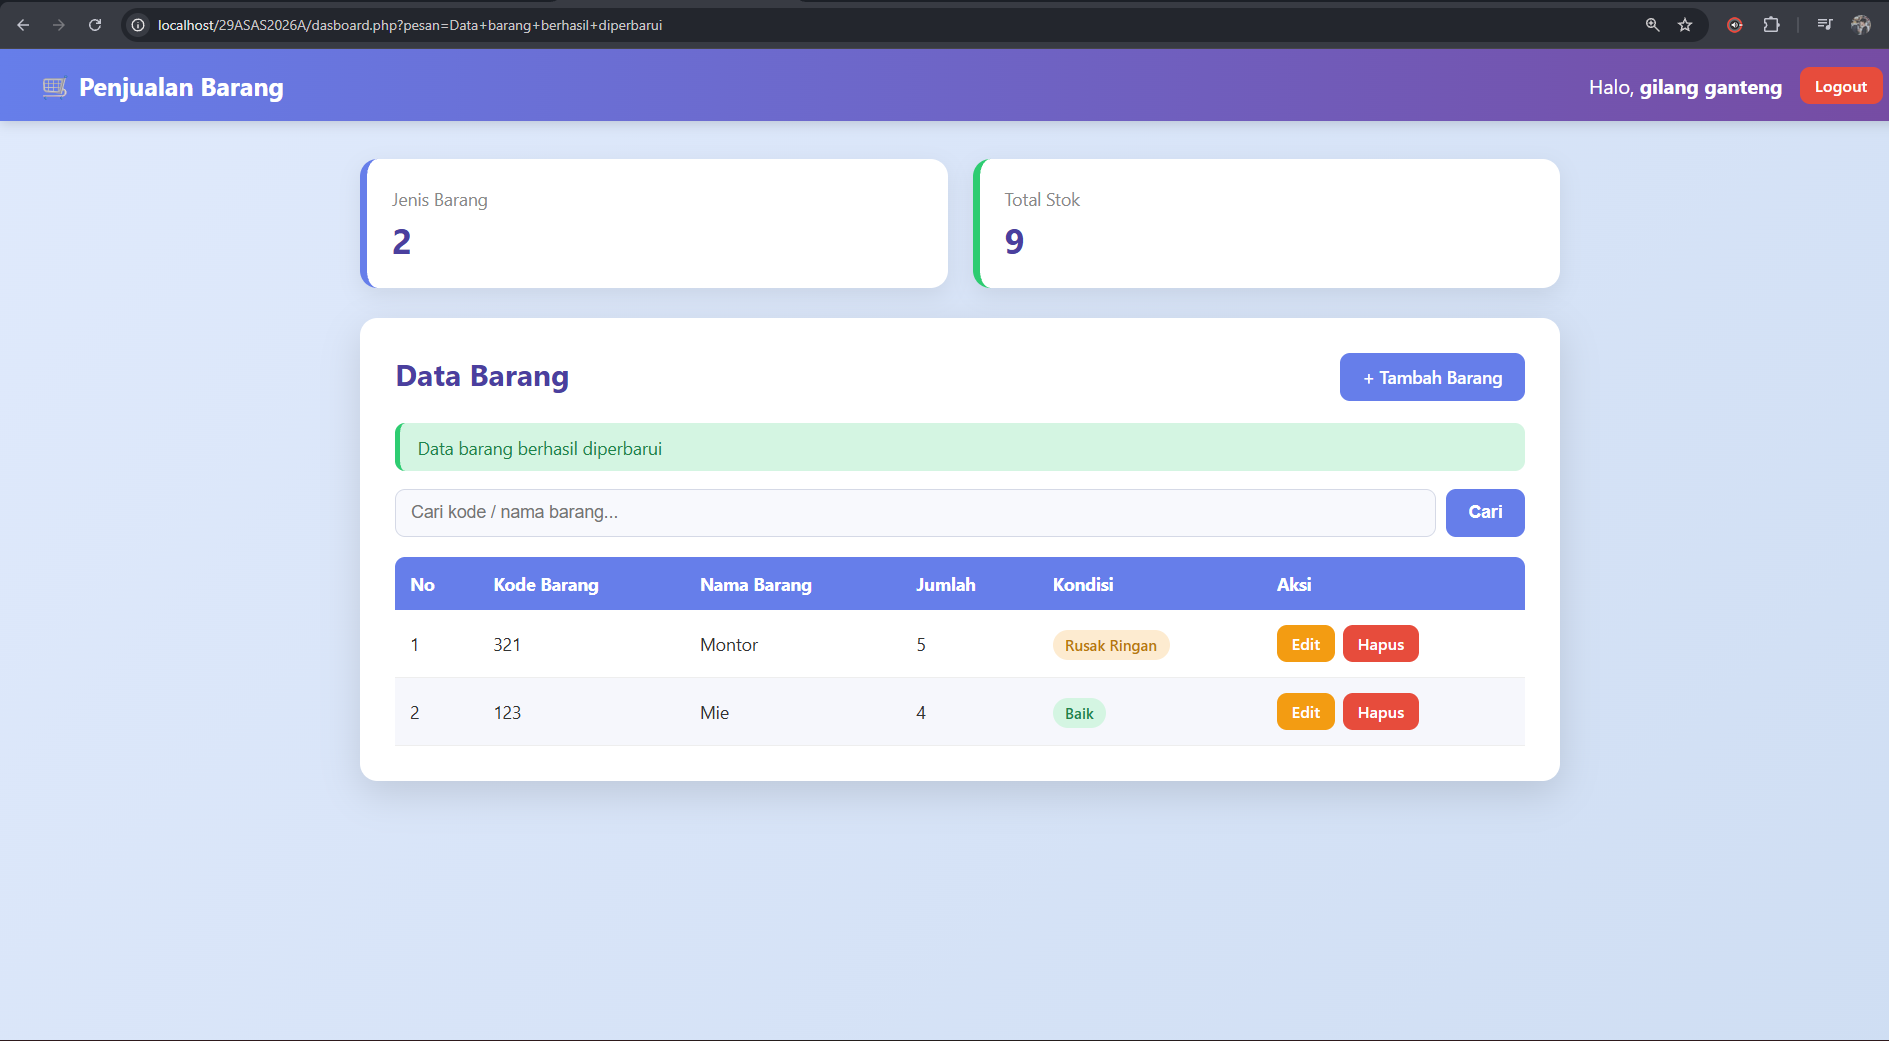 localhost/29ASAS2026A/dasboard.php?pesan=Data+barang+berhasil+diperbarui
Penjualan Barang
Halo, gilang ganteng
Logout
Jenis Barang
2
Total Stok
9
Data Barang
+ Tambah Barang
Data barang berhasil diperbarui
Cari kode / nama barang...
Cari
No Kode Barang Nama Barang Jumlah Kondisi Aksi
1 321 Montor 5 Rusak Ringan Edit Hapus
2 123 Mie 4 Baik Edit Hapus